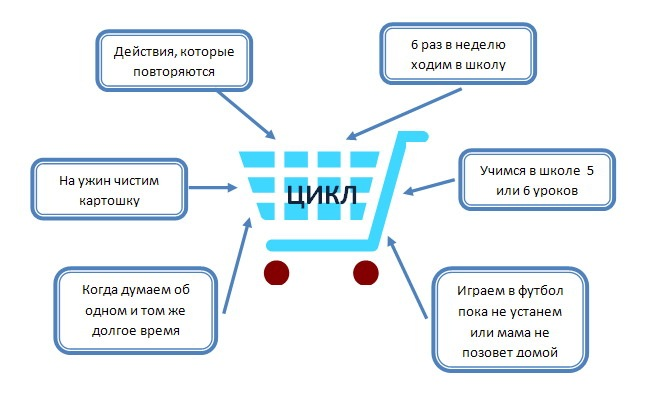 Действия, которые
повторяются
6 раз в неделю
ходим в школу
На ужин чистим
картошку
ЦИКЛ
Учимся в школе 5
или 6 уроков
Когда думаем об
одном и том же
долгое время
Играем в футбол
пока не устанем
или мама не
позовет домой